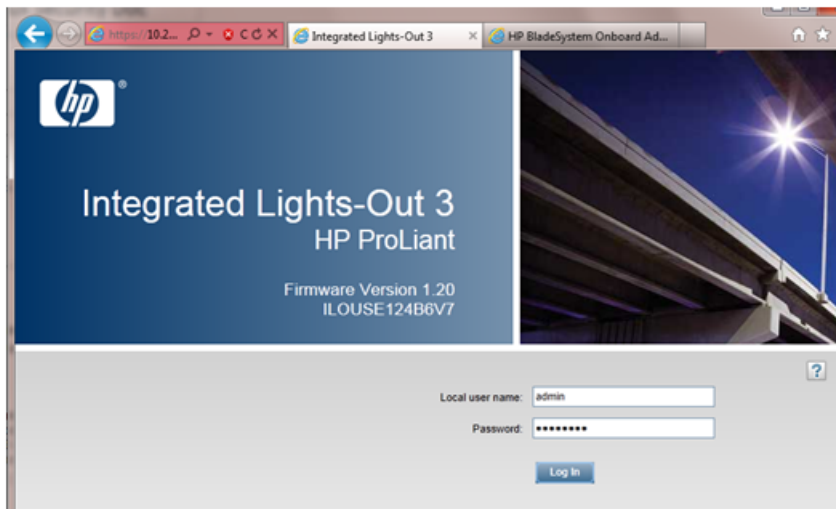 https://10.2...
Integrated Lights-Out 3
HP BladeSystem Onboard Ad...
hp
Integrated Lights-Out 3
HP ProLiant
Firmware Version 1.20
ILOUSE124B6V7
?
Local user name: admin
Password: ••••••••
Log In